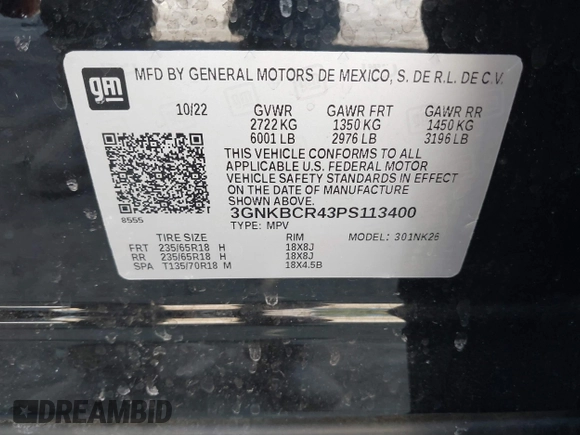 gm
MFD BY GENERAL MOTORS DE MEXICO, S. DE R.L. DE C.V.
10/22 GVWR GAWR FRT GAWR RR
2722 KG 1350 KG 1450 KG
6001 LB 2976 LB 3196 LB
THIS VEHICLE CONFORMS TO ALL
APPLICABLE U.S. FEDERAL MOTOR
VEHICLE SAFETY STANDARDS IN EFFECT
ON THE DATE OF MANUFACTURE
SHOWN ABOVE.
8555 3GNKBCR43PS113400
TYPE: MPV
TIRE SIZE RIM MODEL: 301NK26
FRT 235/65R18 H 18X8J
RR 235/65R18 H 18X8J
SPA T135/70R18 M 18X4.5B
DREAMBID